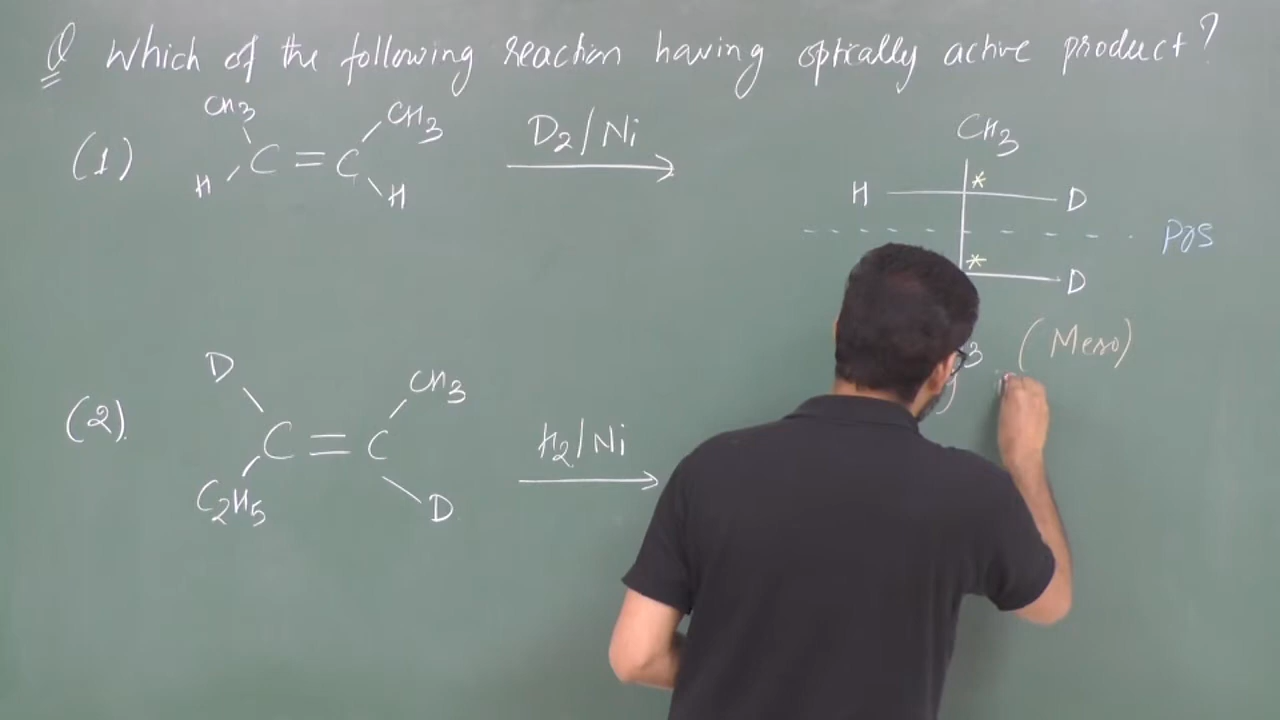 Q Which of the following reaction having optically active product?
(1) CH3 H C = C CH3 H D2/Ni
CH3
H * D
POS
* D
3 (Meso)
(2). D C2H5 C = C CH3 D H2/Ni